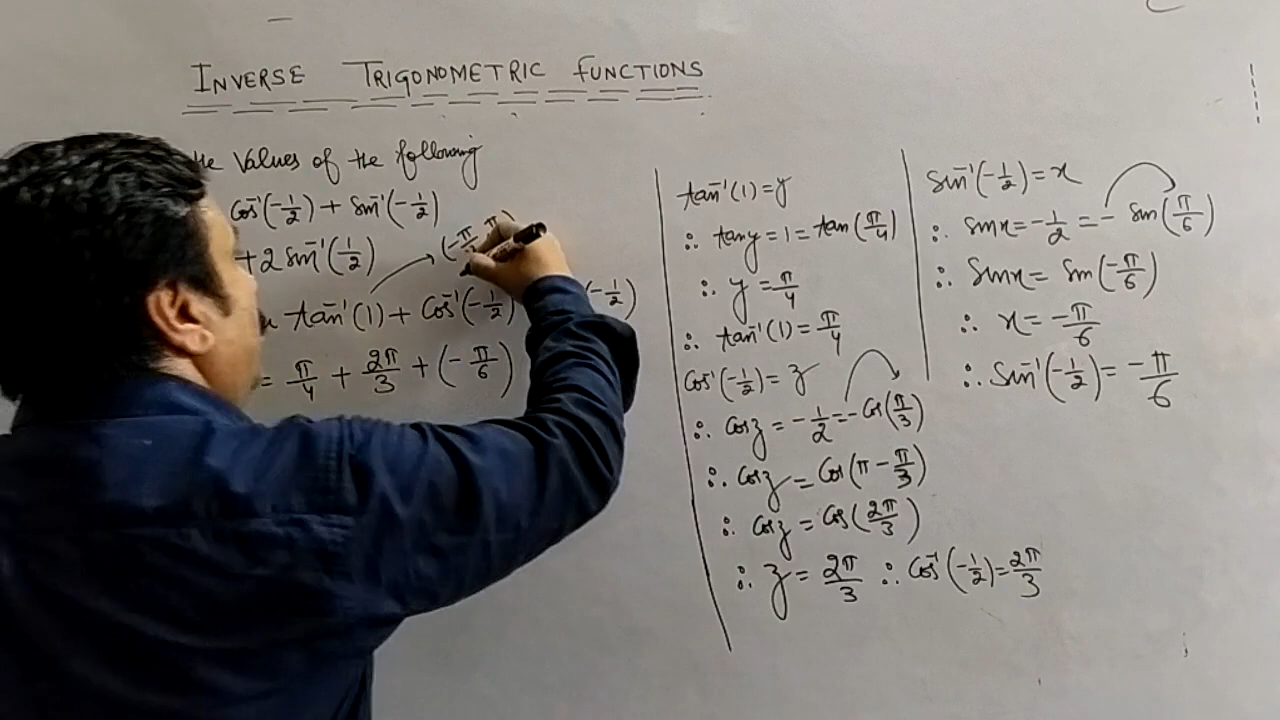 INVERSE TRIGONOMETRIC FUNCTIONS
Values of the following
cos⁻¹(-1/2) + sin⁻¹(-1/2)
+ 2 sin⁻¹(1/2)
(-π/2, π
tan⁻¹(1) + cos⁻¹(-1/2) (-1/2)
= π/4 + 2π/3 + (-π/6)
tan⁻¹(1) = y
∴ tan y = 1 = tan(π/4)
∴ y = π/4
∴ tan⁻¹(1) = π/4
cos⁻¹(-1/2) = z
∴ cos z = -1/2 = -cos(π/3)
∴ cos z = cos(π - π/3)
∴ cos z = cos(2π/3)
∴ z = 2π/3 ∴ cos⁻¹(-1/2) = 2π/3
sin⁻¹(-1/2) = x
∴ sin x = -1/2 = - sin(π/6)
∴ sin x = sin(-π/6)
∴ x = -π/6
∴ sin⁻¹(-1/2) = -π/6